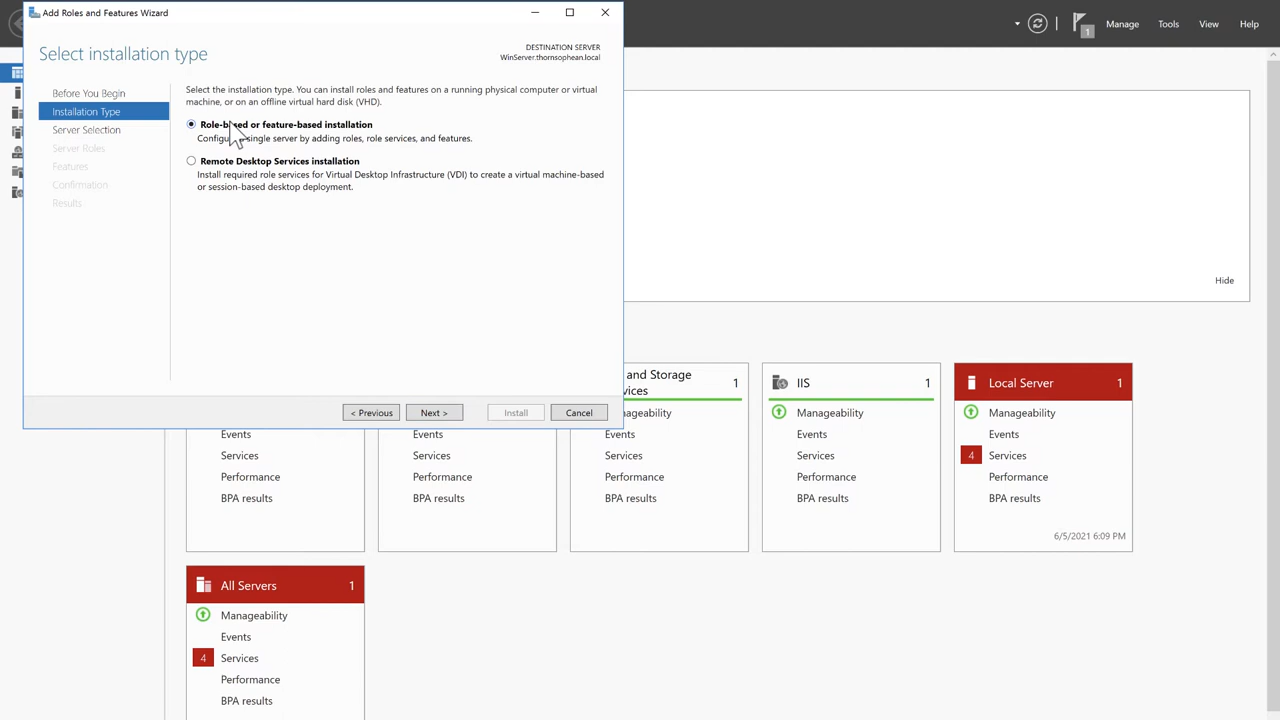 Add Roles and Features Wizard
1
Manage
Tools
View
Help
Select installation type
DESTINATION SERVER
WinServer.thornsophean.local
Before You Begin
Installation Type
Server Selection
Server Roles
Features
Confirmation
Results
Select the installation type. You can install roles and features on a running physical computer or virtual
machine, or on an offline virtual hard disk (VHD).
Role-based or feature-based installation
single server by adding roles, role services, and features.
Remote Desktop Services installation
Install required role services for Virtual Desktop Infrastructure (VDI) to create a virtual machine-based
or session-based desktop deployment.
< Previous
Next >
Install
Cancel
Hide
Events
Services
Performance
BPA results
Events
Services
Performance
BPA results
and Storage
1
Events
Services
Performance
BPA results
IIS
1
Manageability
Events
Services
Performance
BPA results
Local Server
1
Manageability
Events
4
Services
Performance
BPA results
6/5/2021 6:09 PM
All Servers
1
Manageability
Events
4
Services
Performance
BPA results